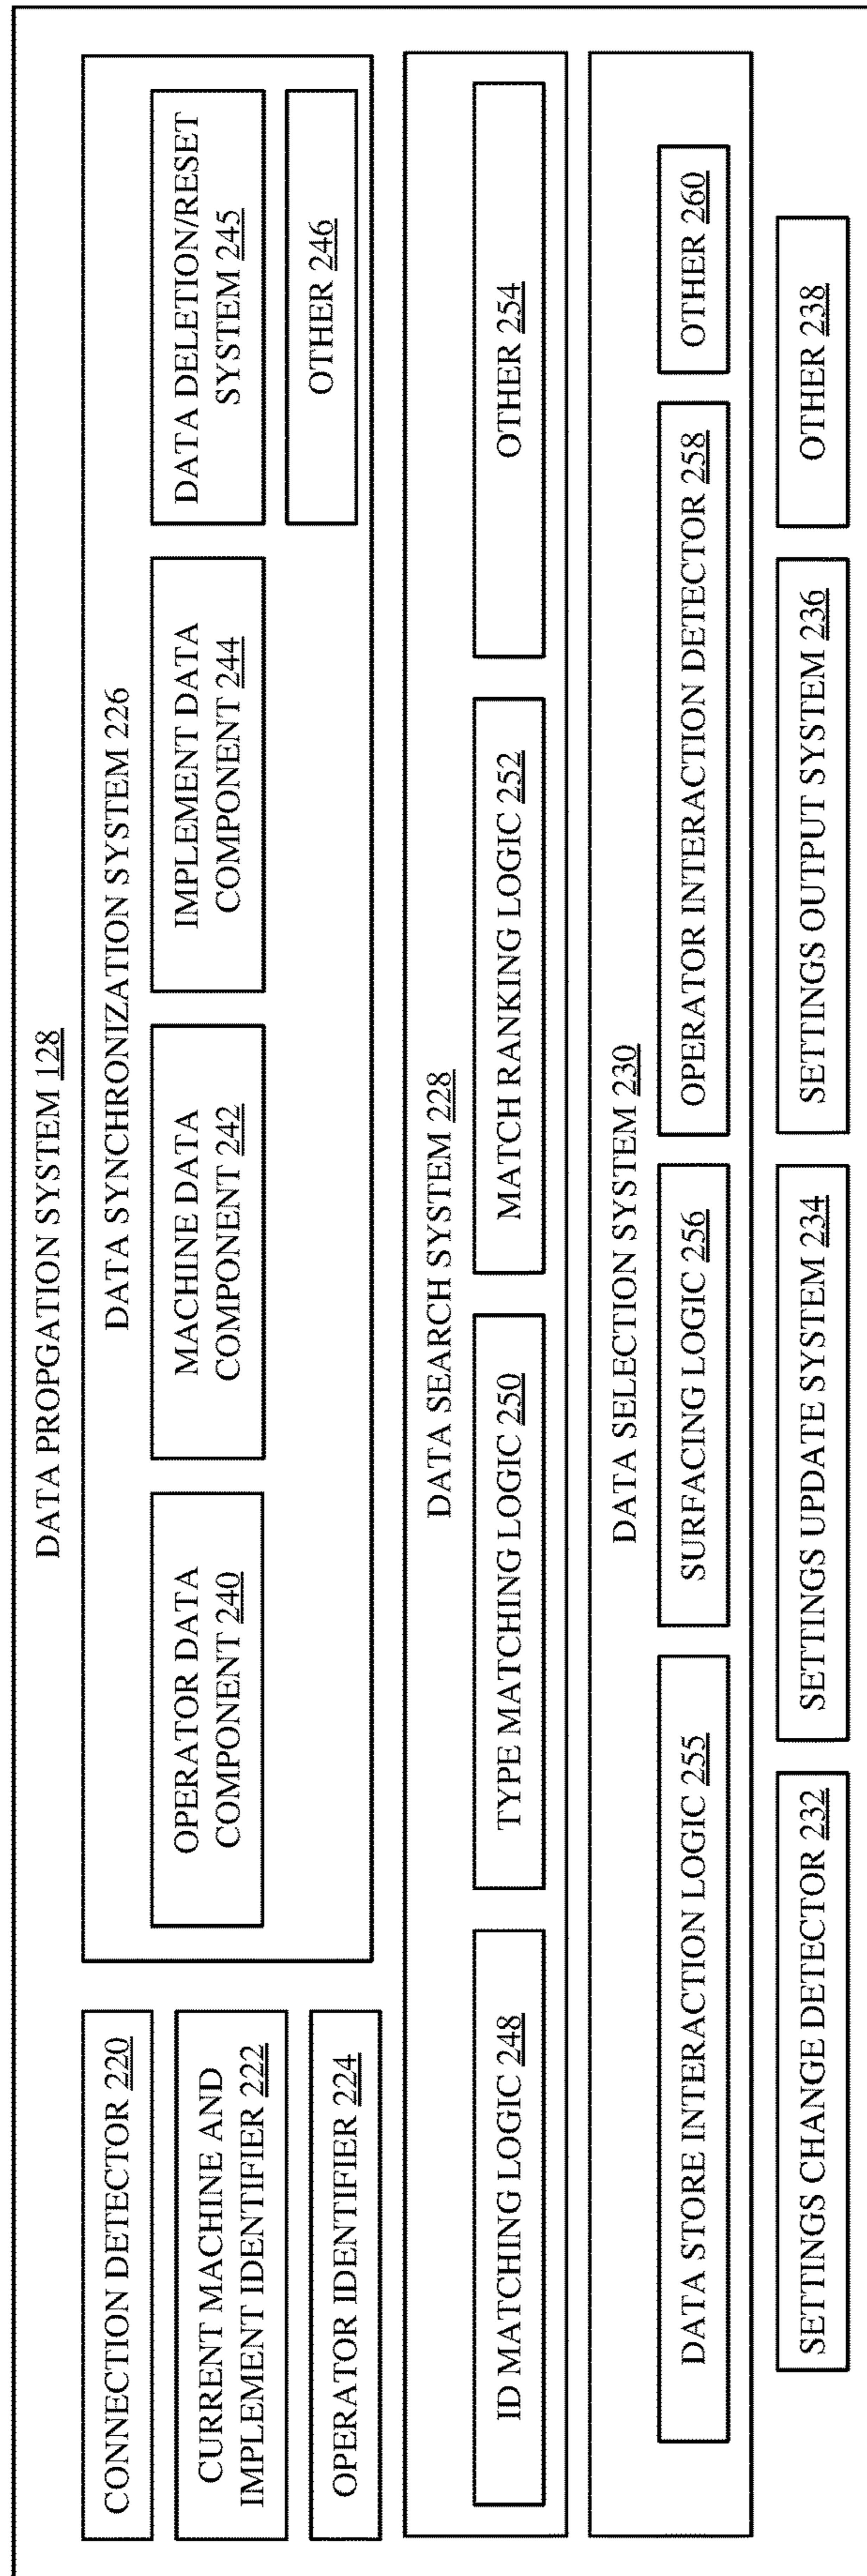 DATA PROPGATION SYSTEM 128
CONNECTION DETECTOR 220
CURRENT MACHINE AND
IMPLEMENT IDENTIFIER 222
OPERATOR IDENTIFIER 224
DATA SYNCHRONIZATION SYSTEM 226
OPERATOR DATA
COMPONENT 240
MACHINE DATA
COMPONENT 242
IMPLEMENT DATA
COMPONENT 244
DATA DELETION/RESET
SYSTEM 245
OTHER 246
DATA SEARCH SYSTEM 228
ID MATCHING LOGIC 248
TYPE MATCHING LOGIC 250
MATCH RANKING LOGIC 252
OTHER 254
DATA SELECTION SYSTEM 230
DATA STORE INTERACTION LOGIC 255
SURFACING LOGIC 256
OPERATOR INTERACTION DETECTOR 258
OTHER 260
SETTINGS CHANGE DETECTOR 232
SETTINGS UPDATE SYSTEM 234
SETTINGS OUTPUT SYSTEM 236
OTHER 238